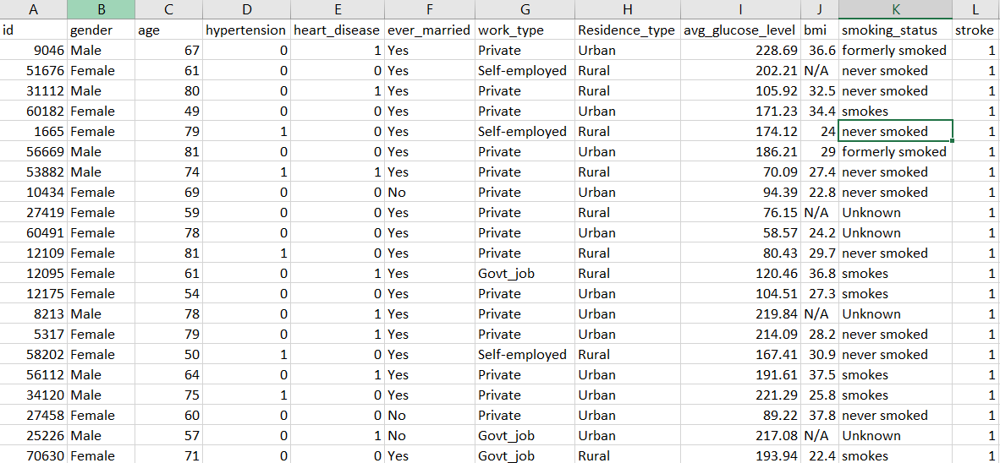 A B C D E F G H I J K L
id gender age hypertension heart_disease ever_married work_type Residence_type avg_glucose_level bmi smoking_status stroke
9046 Male 67 0 1 Yes Private Urban 228.69 36.6 formerly smoked 1
51676 Female 61 0 0 Yes Self-employed Rural 202.21 N/A never smoked 1
31112 Male 80 0 1 Yes Private Rural 105.92 32.5 never smoked 1
60182 Female 49 0 0 Yes Private Urban 171.23 34.4 smokes 1
1665 Female 79 1 0 Yes Self-employed Rural 174.12 24 never smoked 1
56669 Male 81 0 0 Yes Private Urban 186.21 29 formerly smoked 1
53882 Male 74 1 1 Yes Private Rural 70.09 27.4 never smoked 1
10434 Female 69 0 0 No Private Urban 94.39 22.8 never smoked 1
27419 Female 59 0 0 Yes Private Rural 76.15 N/A Unknown 1
60491 Female 78 0 0 Yes Private Urban 58.57 24.2 Unknown 1
12109 Female 81 1 0 Yes Private Rural 80.43 29.7 never smoked 1
12095 Female 61 0 1 Yes Govt_job Rural 120.46 36.8 smokes 1
12175 Female 54 0 0 Yes Private Urban 104.51 27.3 smokes 1
8213 Male 78 0 1 Yes Private Urban 219.84 N/A Unknown 1
5317 Female 79 0 1 Yes Private Urban 214.09 28.2 never smoked 1
58202 Female 50 1 0 Yes Self-employed Rural 167.41 30.9 never smoked 1
56112 Male 64 0 1 Yes Private Urban 191.61 37.5 smokes 1
34120 Male 75 1 0 Yes Private Urban 221.29 25.8 smokes 1
27458 Female 60 0 0 No Private Urban 89.22 37.8 never smoked 1
25226 Male 57 0 1 No Govt_job Urban 217.08 N/A Unknown 1
70630 Female 71 0 0 Yes Govt_job Rural 193.94 22.4 smokes 1